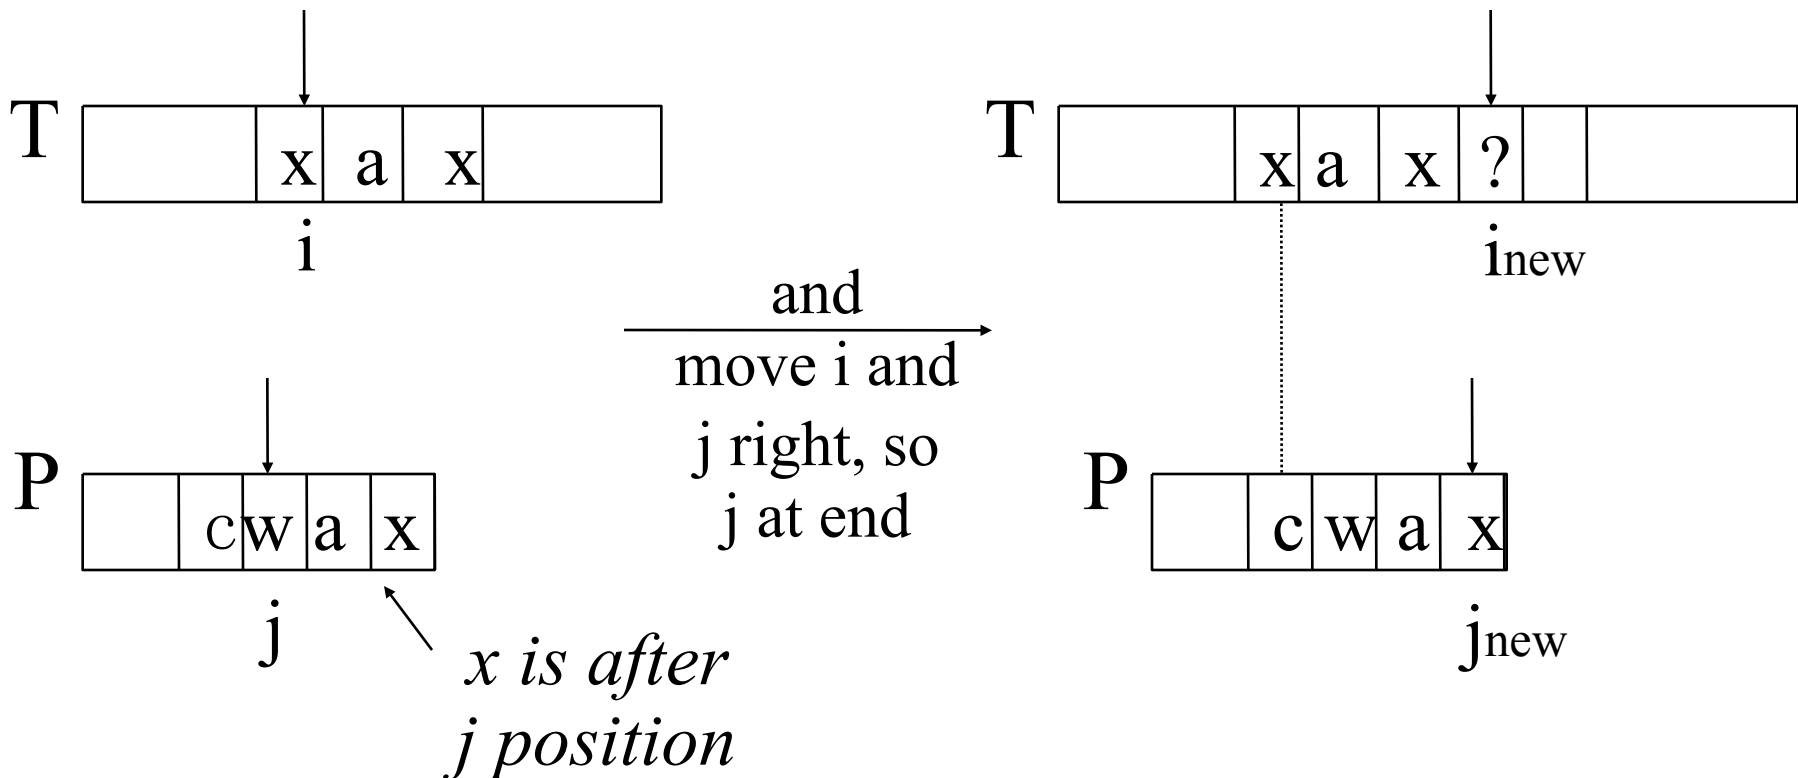 T x a x
i
P c w a x
j
x is after
j position
and
move i and
j right, so
j at end
T x a x ?
inew
P c w a x
jnew